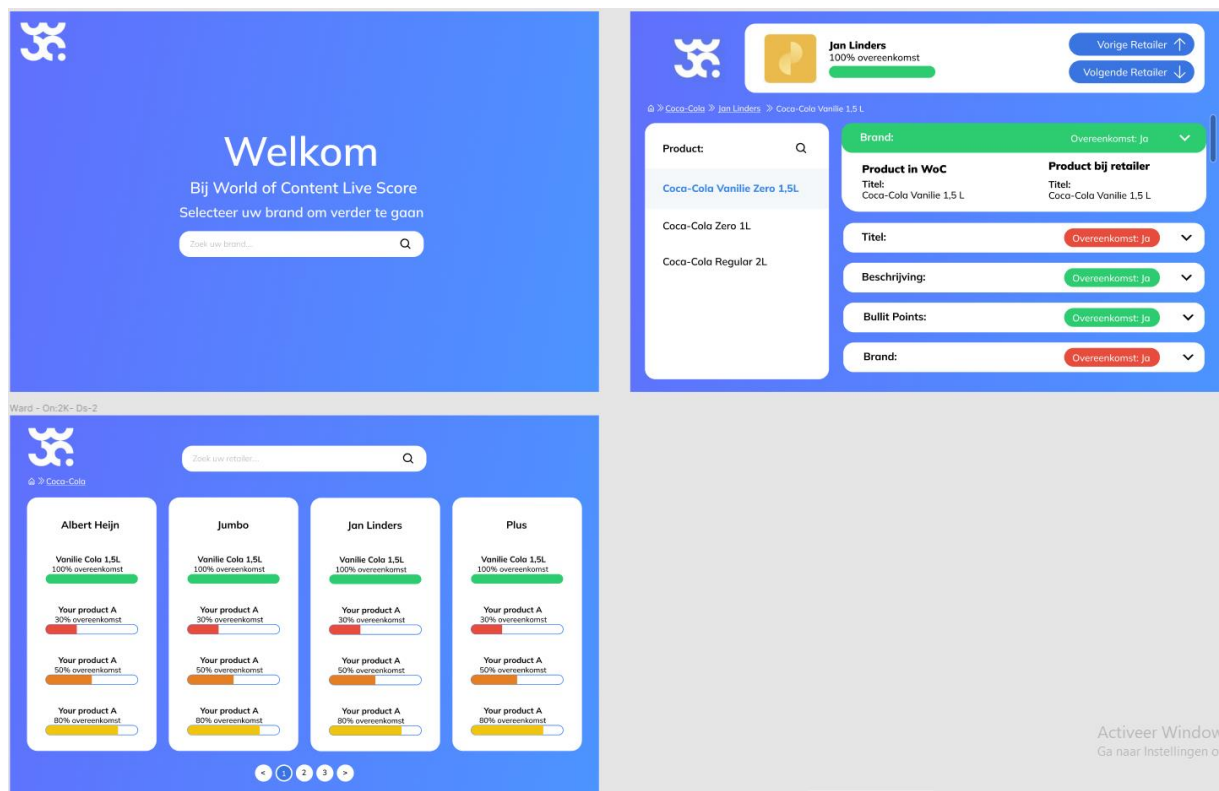 Welkom
Bij World of Content Live Score
Selecteer uw brand om verder te gaan
Zoek uw brand...
Jan Linders
100% overeenkomst
Vorige Retailer
Volgende Retailer
Coca-Cola Jan Linders Coca-Cola Vanilie 1,5 L
Product:
Coca-Cola Vanilie Zero 1,5L
Coca-Cola Zero 1L
Coca-Cola Regular 2L
Brand: Overeenkomst: Ja
Product in WoC
Titel:
Coca-Cola Vanilie 1,5 L
Product bij retailer
Titel:
Coca-Cola Vanilie 1,5 L
Titel: Overeenkomst: Ja
Beschrijving: Overeenkomst: Ja
Bullit Points: Overeenkomst: Ja
Brand: Overeenkomst: Ja
Ward - On:2K- Ds-2
Zoek uw retailer...
Coca-Cola
Albert Heijn
Vanilie Cola 1,5L
100% overeenkomst
Your product A
30% overeenkomst
Your product A
50% overeenkomst
Your product A
80% overeenkomst
Jumbo
Vanilie Cola 1,5L
100% overeenkomst
Your product A
30% overeenkomst
Your product A
50% overeenkomst
Your product A
80% overeenkomst
Jan Linders
Vanilie Cola 1,5L
100% overeenkomst
Your product A
30% overeenkomst
Your product A
50% overeenkomst
Your product A
80% overeenkomst
Plus
Vanilie Cola 1,5L
100% overeenkomst
Your product A
30% overeenkomst
Your product A
50% overeenkomst
Your product A
80% overeenkomst
< 1 2 3 >
Activeer Window
Ga naar Instellingen o